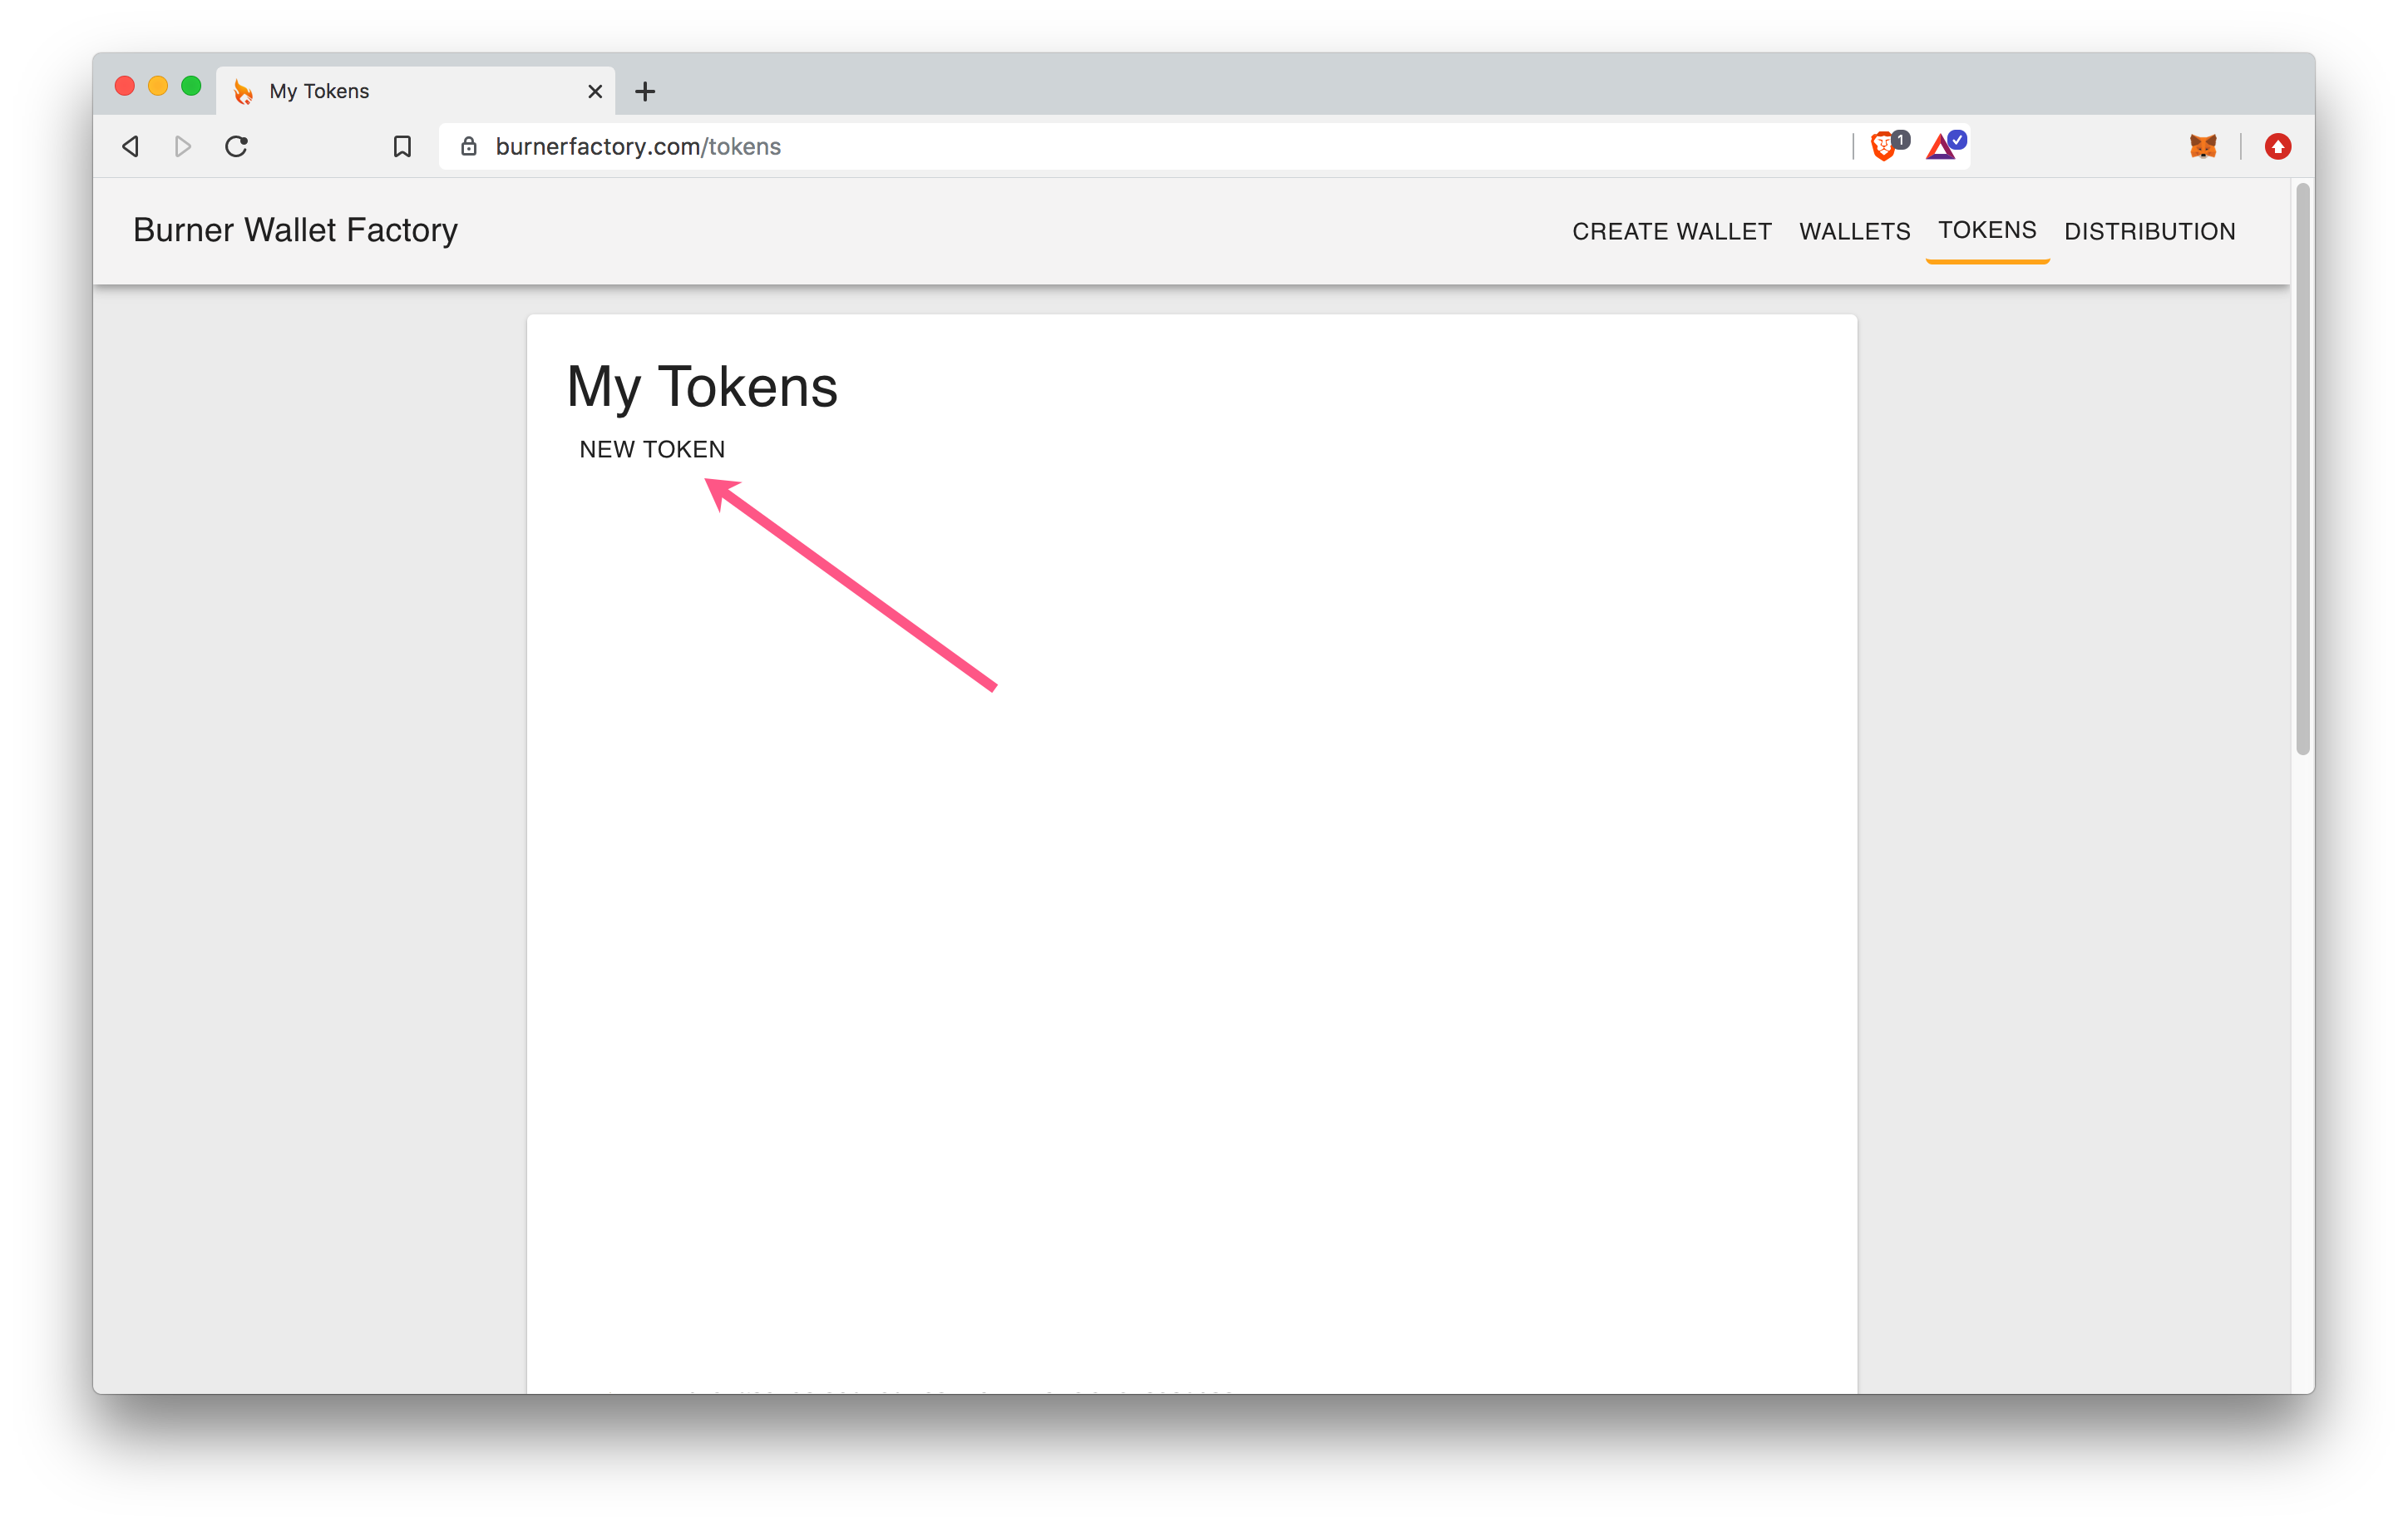 My Tokens
burnerfactory.com/tokens
1
Burner Wallet Factory
CREATE WALLET WALLETS TOKENS DISTRIBUTION
My Tokens
NEW TOKEN